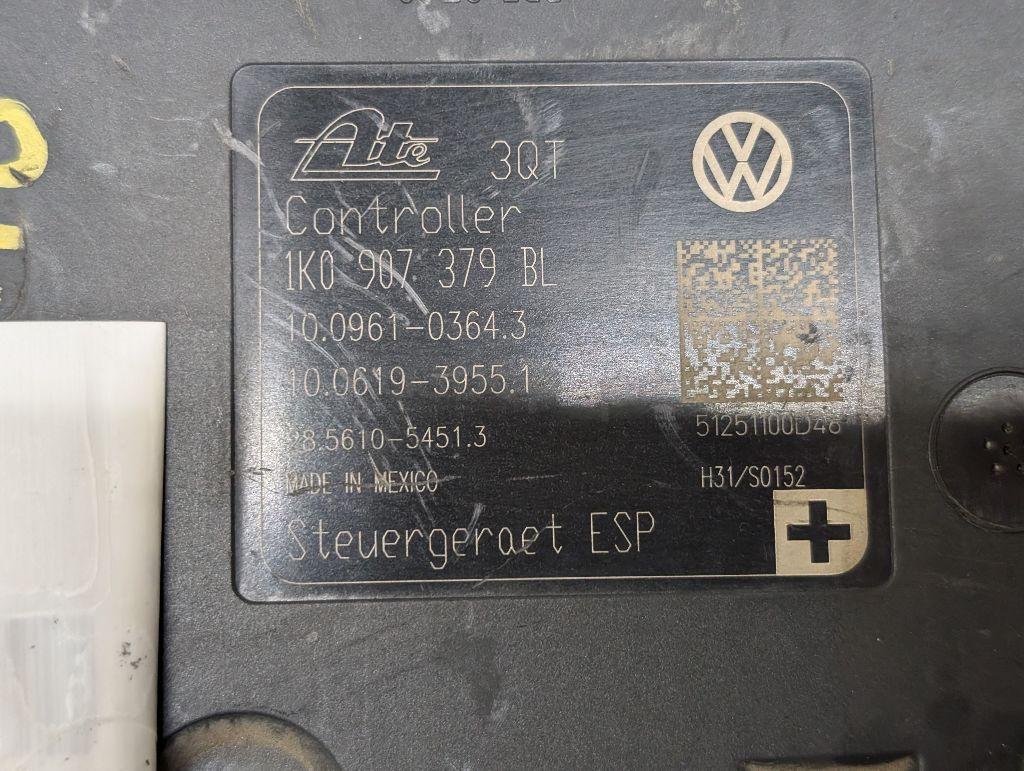 Ate 3QT
Controller
1K0 907 379 BL
10.0961-0364.3
10.0619-3955.1
28.5610-5451.3
51251100D48
MADE IN MEXICO
H31/S0152
Steuergeraet ESP